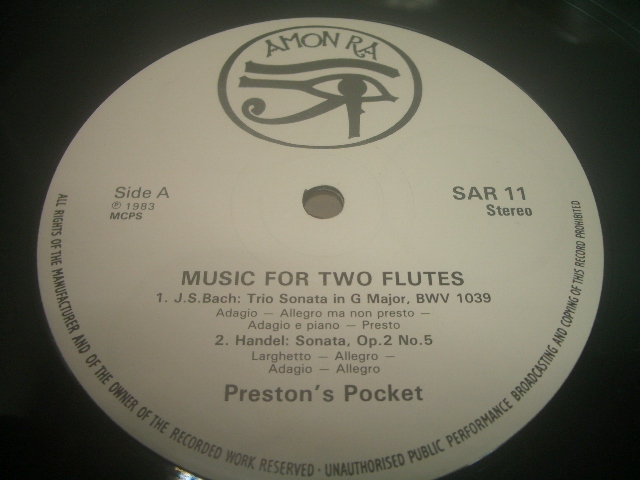 AMON RA
Side A
℗ 1983
MCPS
SAR 11
Stereo
MUSIC FOR TWO FLUTES
1. J.S.Bach: Trio Sonata in G Major, BWV 1039
Adagio — Allegro ma non presto —
Adagio e piano — Presto
2. Handel: Sonata, Op.2 No.5
Larghetto — Allegro —
Adagio — Allegro
Preston's Pocket
ALL RIGHTS OF THE MANUFACTURER AND OF THE OWNER OF THE RECORDED WORK RESERVED · UNAUTHORISED PUBLIC PERFORMANCE BROADCASTING AND COPYING OF THIS RECORD PROHIBITED